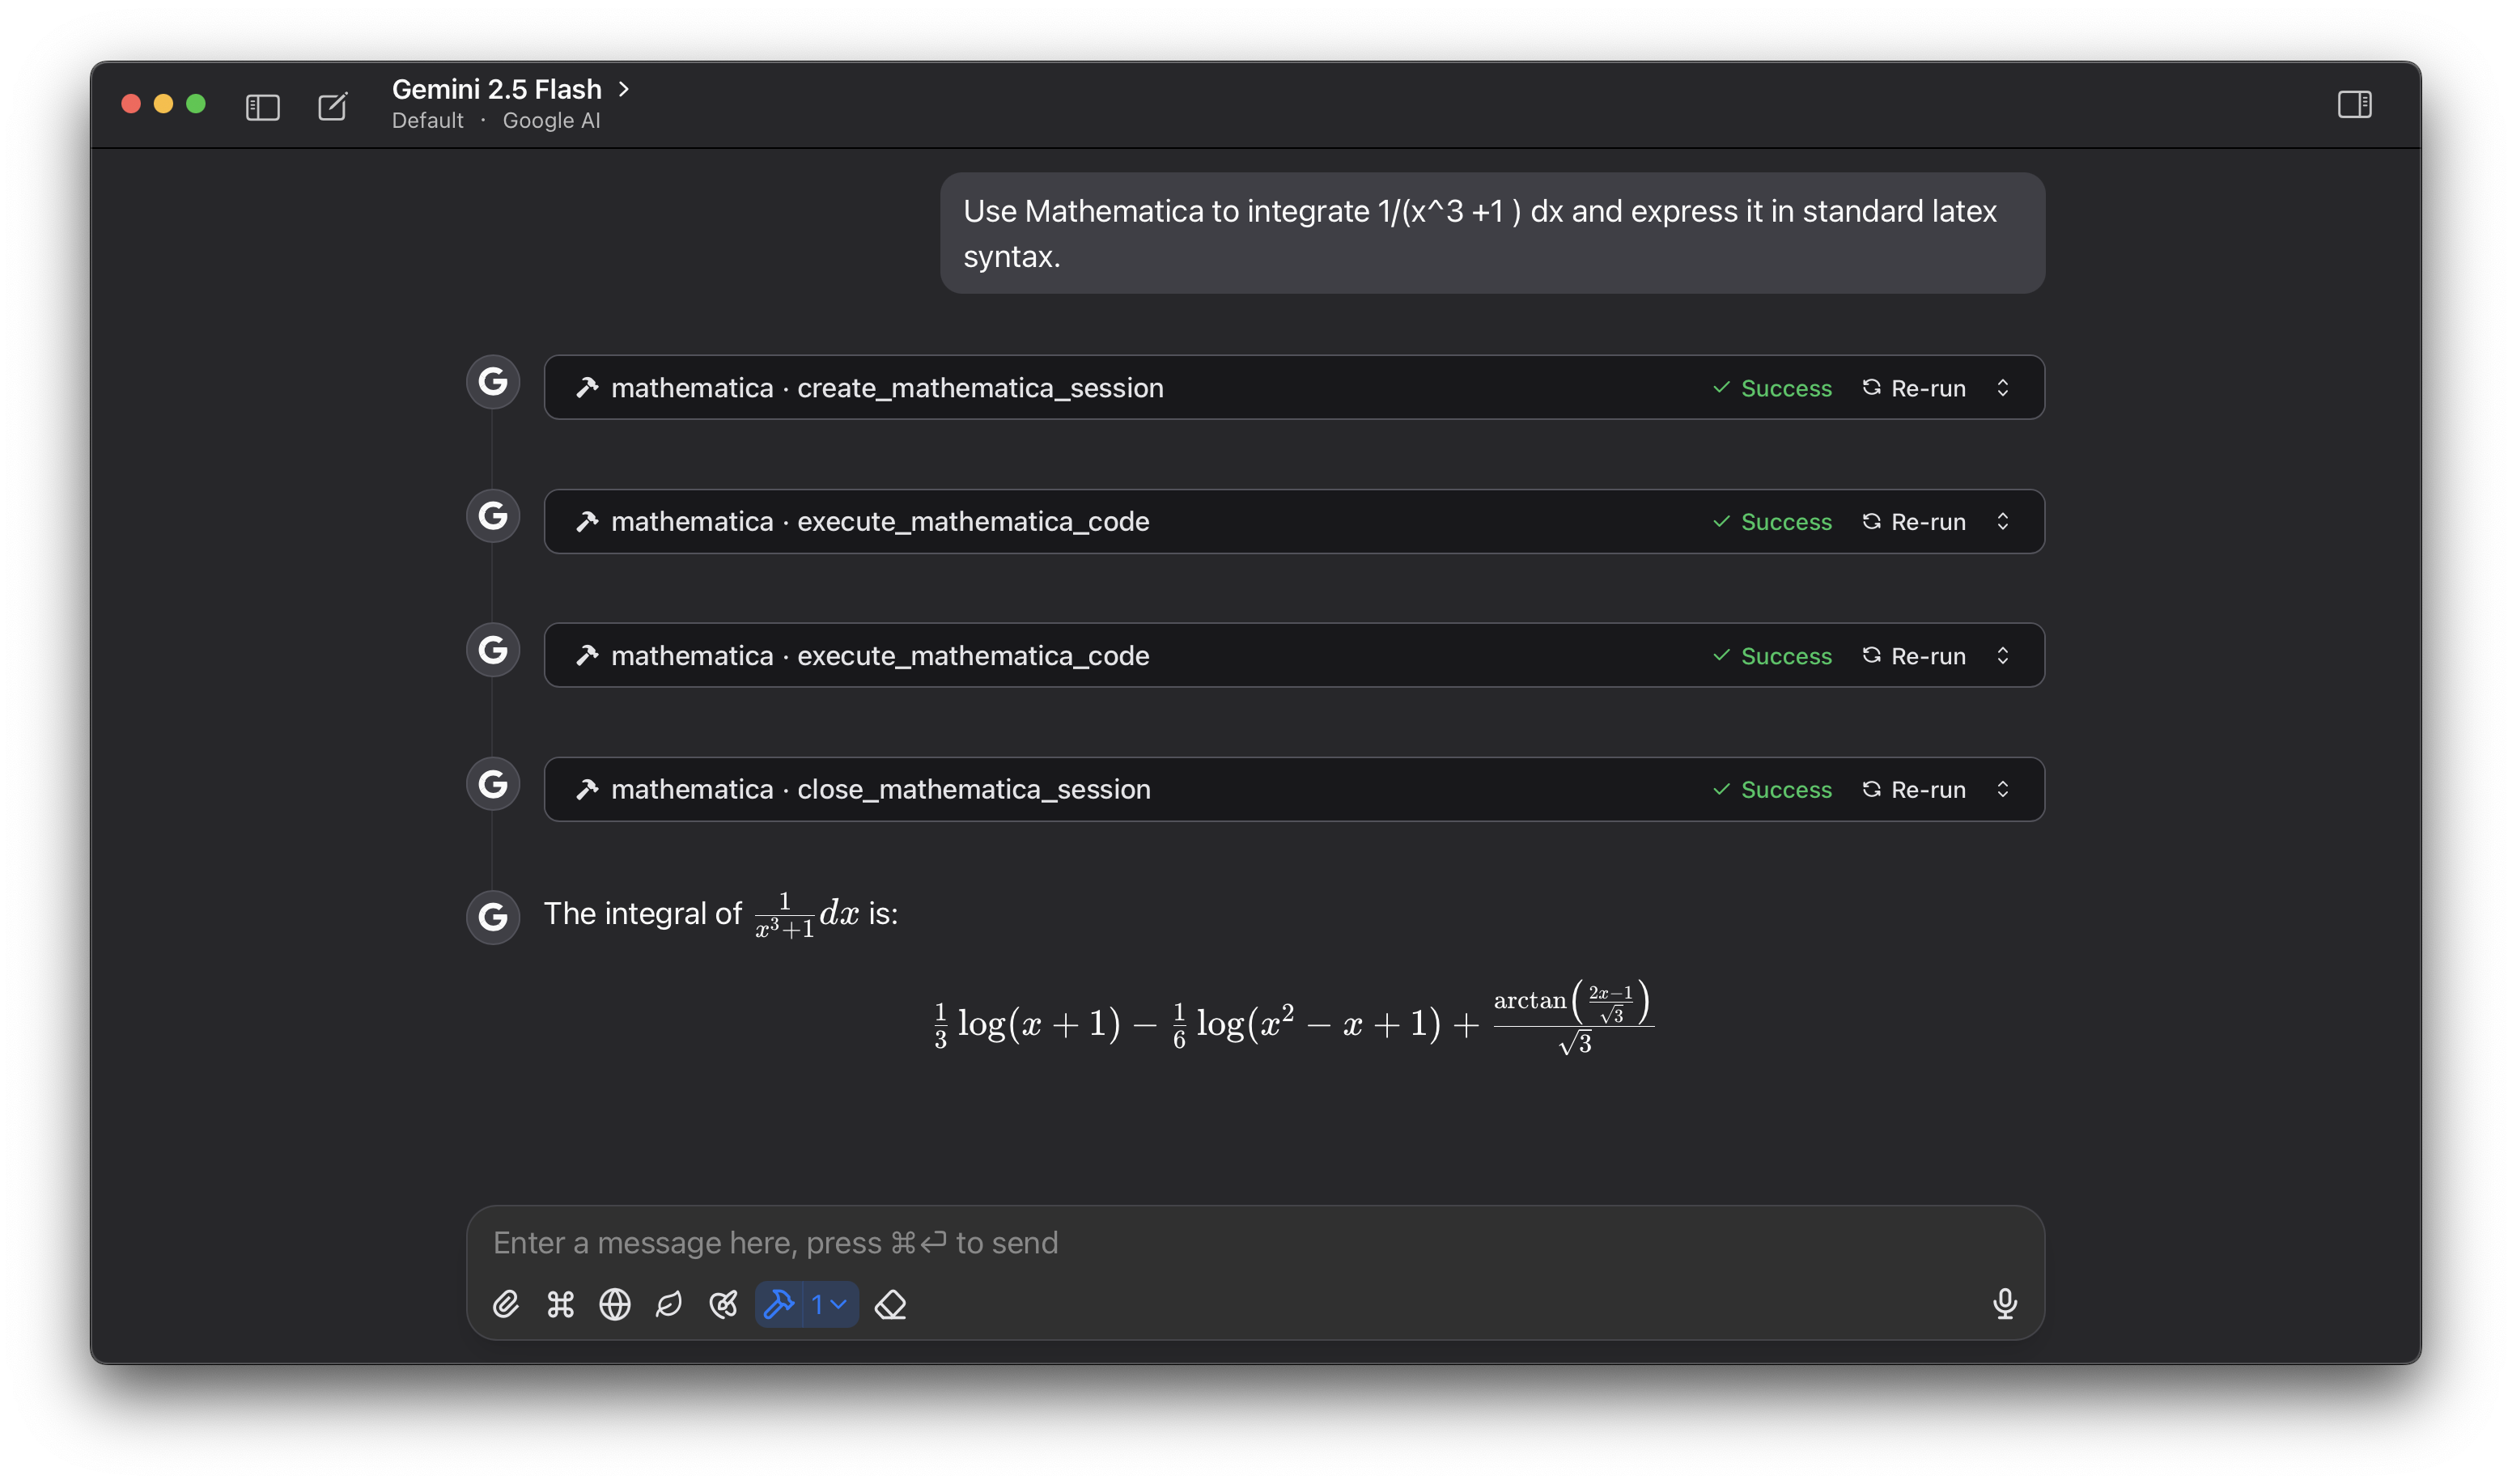 Gemini 2.5 Flash
Default · Google AI
Use Mathematica to integrate 1/(x^3 +1 ) dx and express it in standard latex
syntax.
mathematica · create_mathematica_session ✓ Success Re-run
mathematica · execute_mathematica_code ✓ Success Re-run
mathematica · execute_mathematica_code ✓ Success Re-run
mathematica · close_mathematica_session ✓ Success Re-run
The integral of \frac{1}{x^3+1}dx is:
\frac{1}{3}\log(x+1)-\frac{1}{6}\log(x^2-x+1)+\frac{\arctan\left(\frac{2x-1}{\sqrt{3}}\right)}{\sqrt{3}}
Enter a message here, press ⌘↩ to send
1